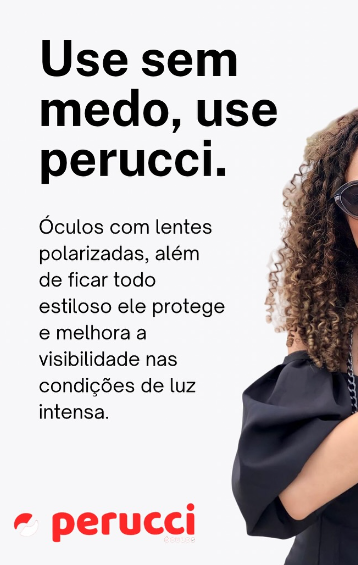 Use sem
medo, use
perucci.
Óculos com lentes
polarizadas, além
de ficar todo
estiloso ele protege
e melhora a
visibilidade nas
condições de luz
intensa.
perucci